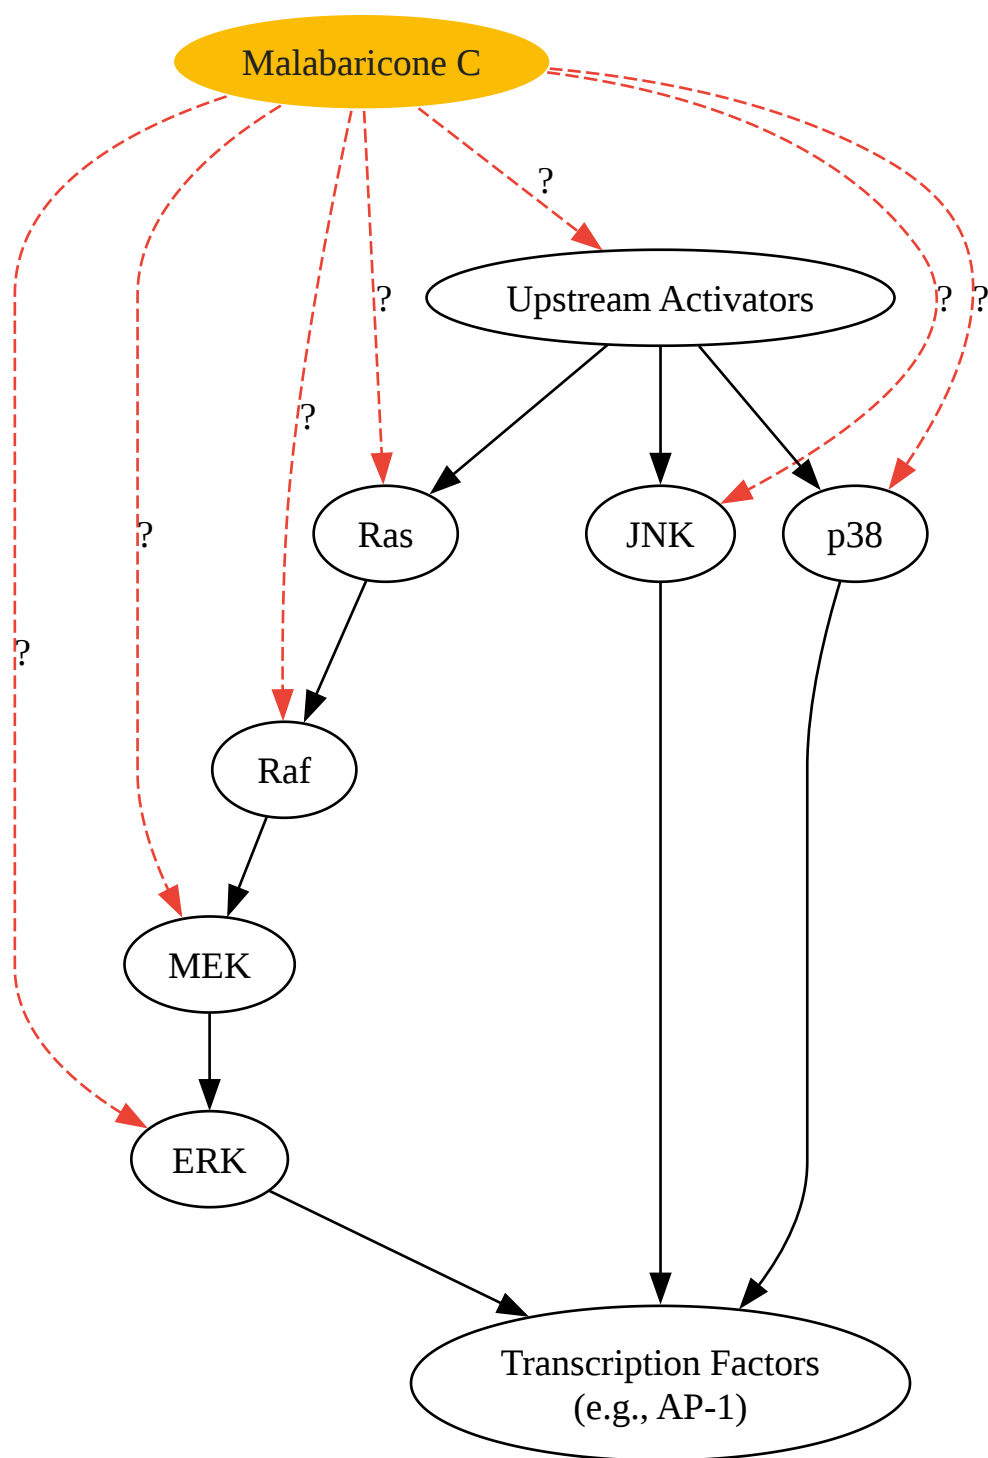 Malabaricone C
?
Upstream Activators
?
?
?
?
Ras
JNK
p38
?
?
Raf
MEK
ERK
Transcription Factors
(e.g., AP-1)